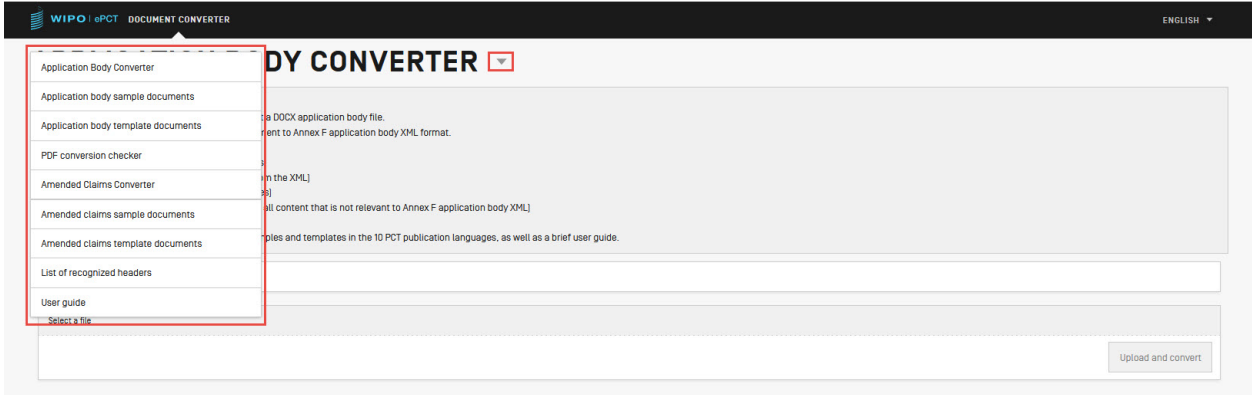 WIPO | ePCT DOCUMENT CONVERTER
ENGLISH
DY CONVERTER
Application Body Converter
Application body sample documents
a DOCX application body file.
Application body template documents
ent to Annex F application body XML format.
PDF conversion checker
s
Amended Claims Converter
m the XML]
es]
Amended claims sample documents
all content that is not relevant to Annex F application body XML]
Amended claims template documents
ples and templates in the 10 PCT publication languages, as well as a brief user guide.
List of recognized headers
User guide
Select a file
Upload and convert